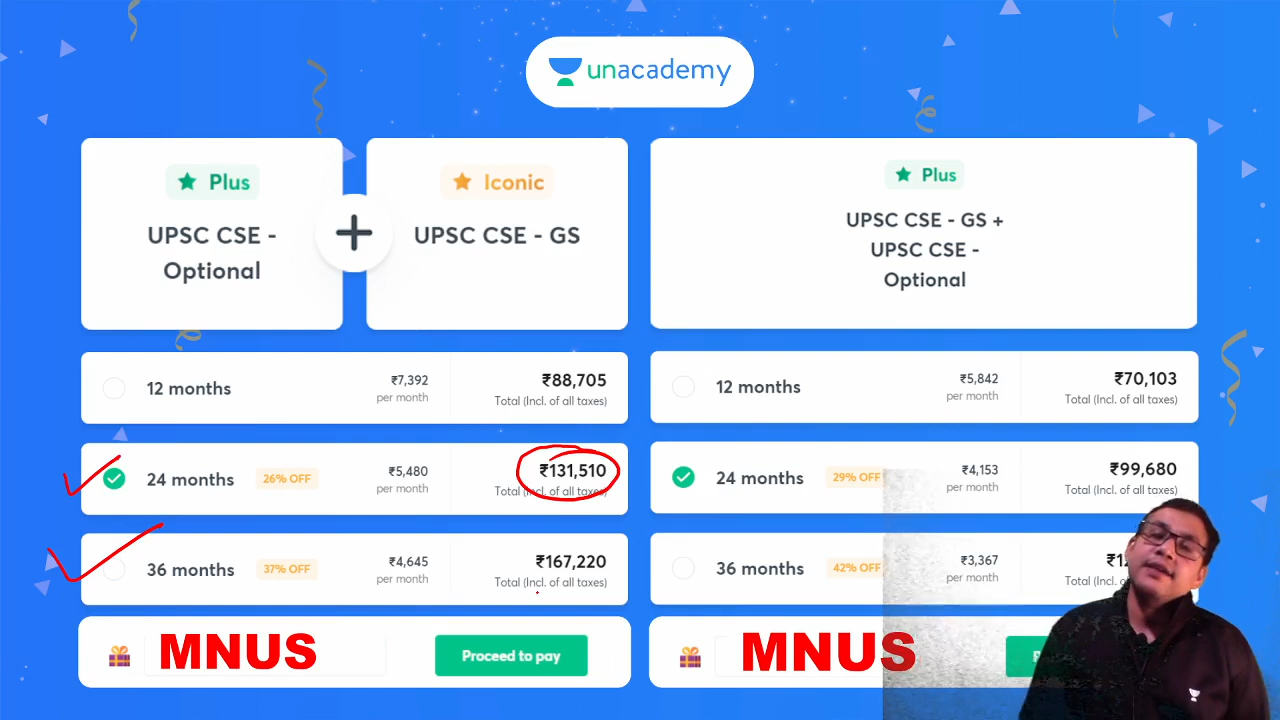 unacademy
Plus
UPSC CSE -
Optional
Iconic
UPSC CSE - GS
12 months
₹7,392
per month
₹88,705
Total (Incl. of all taxes)
24 months
26% OFF
₹5,480
per month
₹131,510
Total (Incl. of all taxes)
36 months
37% OFF
₹4,645
per month
₹167,220
Total (Incl. of all taxes)
MNUS
Proceed to pay
Plus
UPSC CSE - GS +
UPSC CSE -
Optional
12 months
₹5,842
per month
₹70,103
Total (Incl. of all taxes)
24 months
29% OFF
₹4,153
per month
₹99,680
Total (Incl. of all taxes)
36 months
42% OFF
₹3,367
per month
MNUS